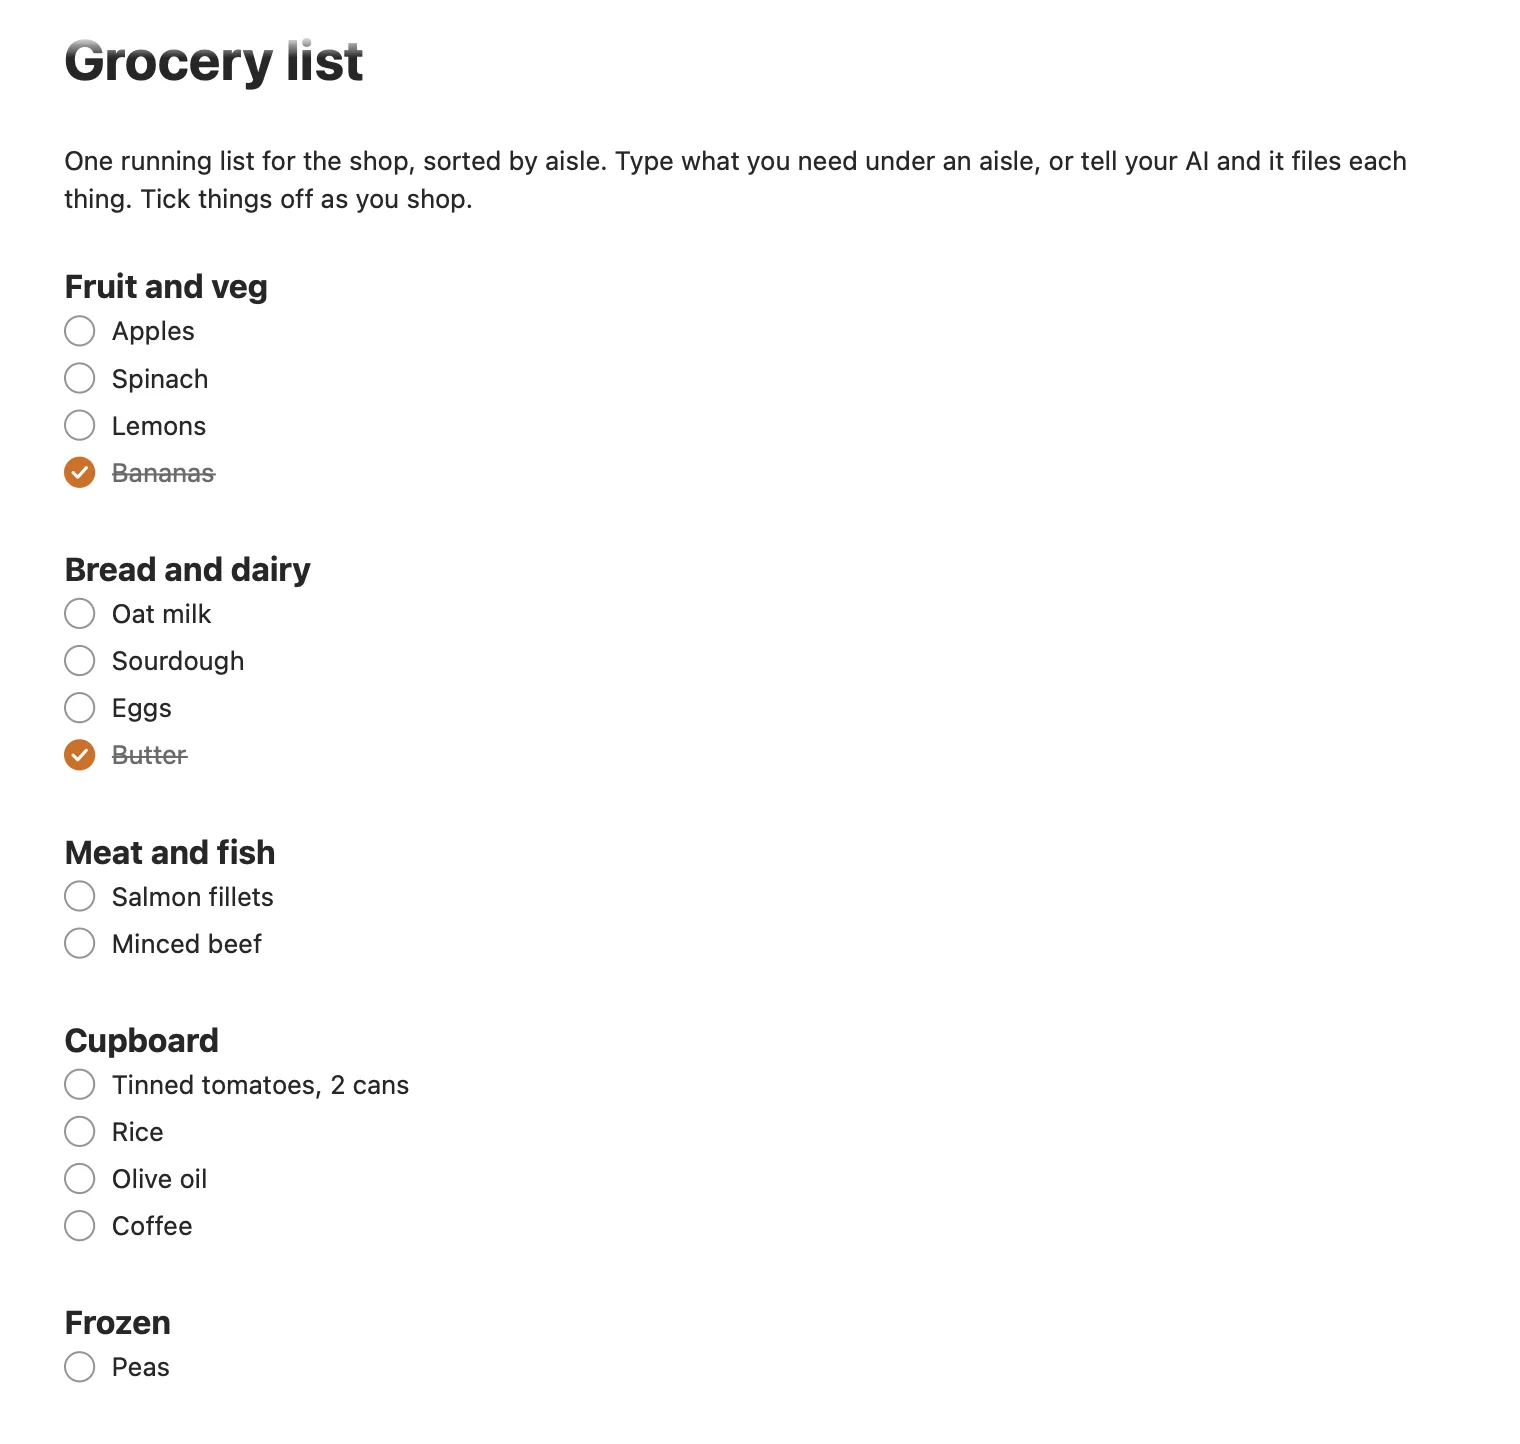 Grocery list
One running list for the shop, sorted by aisle. Type what you need under an aisle, or tell your AI and it files each
thing. Tick things off as you shop.
Fruit and veg
Apples
Spinach
Lemons
Bananas
Bread and dairy
Oat milk
Sourdough
Eggs
Butter
Meat and fish
Salmon fillets
Minced beef
Cupboard
Tinned tomatoes, 2 cans
Rice
Olive oil
Coffee
Frozen
Peas